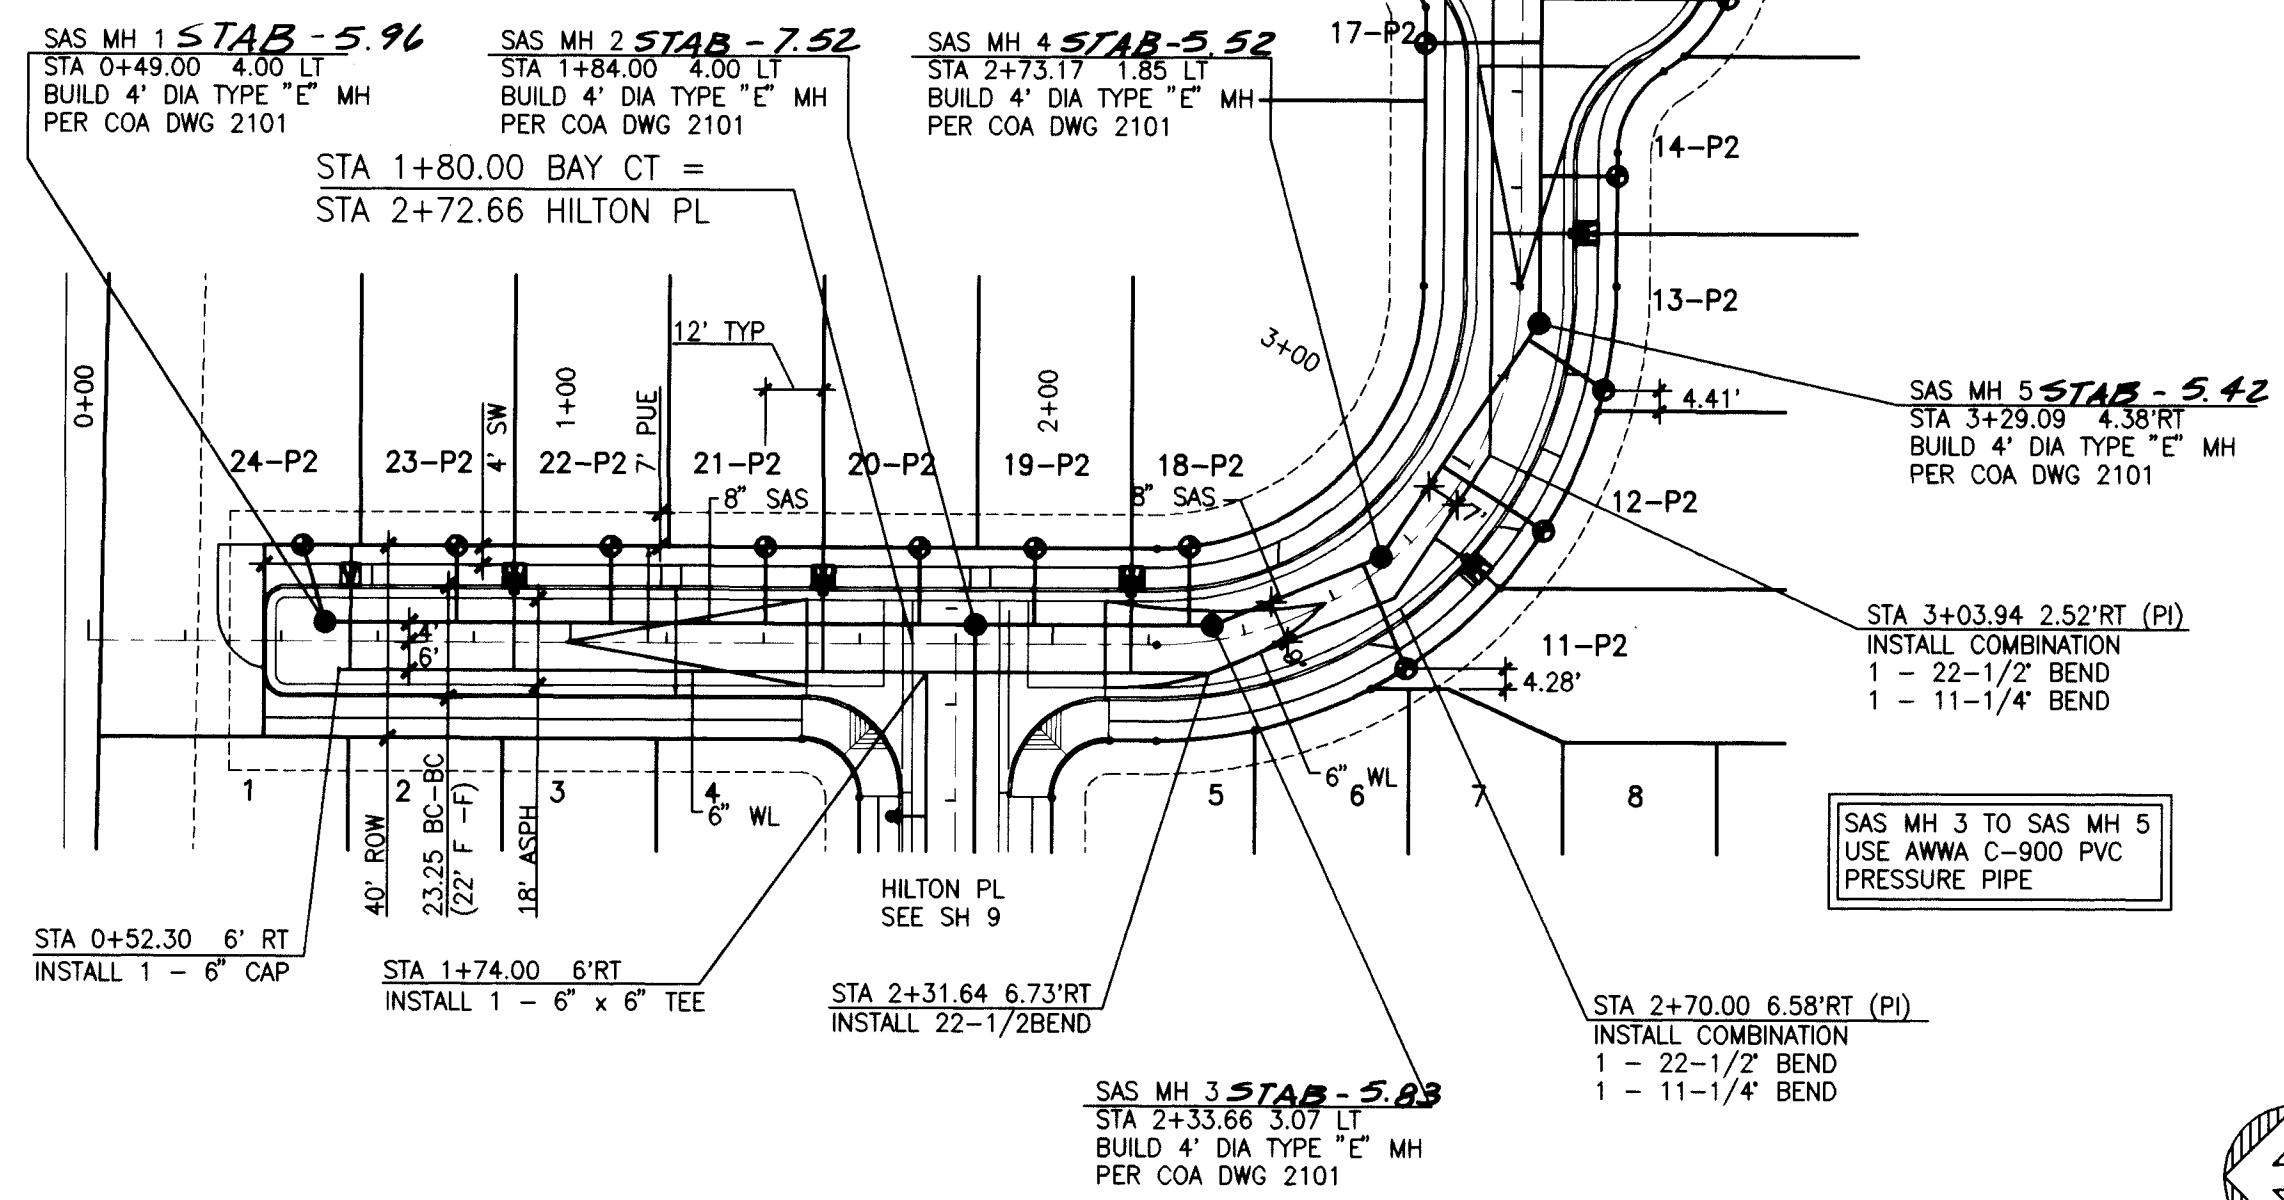 SAS MH 1 STAB - 5.96
STA 0+49.00 4.00 LT
BUILD 4' DIA TYPE "E" MH
PER COA DWG 2101
SAS MH 2 STAB - 7.52
STA 1+84.00 4.00 LT
BUILD 4' DIA TYPE "E" MH
PER COA DWG 2101
SAS MH 4 STAB-5.52
STA 2+73.17 1.85 LT
BUILD 4' DIA TYPE "E" MH
PER COA DWG 2101
STA 1+80.00 BAY CT =
STA 2+72.66 HILTON PL
17-P2
14-P2
13-P2
12' TYP
3+00
0+00
1+00
2+00
4' SW
7' PUE
4.41'
SAS MH 5 STAB - 5.42
STA 3+29.09 4.38'RT
BUILD 4' DIA TYPE "E" MH
PER COA DWG 2101
24-P2
23-P2
22-P2
21-P2
20-P2
19-P2
18-P2
8" SAS
8" SAS
12-P2
7'
4'
6'
11-P2
4.28'
STA 3+03.94 2.52'RT (PI)
INSTALL COMBINATION
1 - 22-1/2° BEND
1 - 11-1/4° BEND
1
2
3
4
5
6
7
8
6" WL
6" WL
40' ROW
23.25 BC-BC
(22' F -F)
18' ASPH
SAS MH 3 TO SAS MH 5
USE AWWA C-900 PVC
PRESSURE PIPE
HILTON PL
SEE SH 9
STA 0+52.30 6' RT
INSTALL 1 - 6" CAP
STA 1+74.00 6'RT
INSTALL 1 - 6" x 6" TEE
STA 2+31.64 6.73'RT
INSTALL 22-1/2BEND
STA 2+70.00 6.58'RT (PI)
INSTALL COMBINATION
1 - 22-1/2° BEND
1 - 11-1/4° BEND
SAS MH 3 STAB - 5.83
STA 2+33.66 3.07 LT
BUILD 4' DIA TYPE "E" MH
PER COA DWG 2101